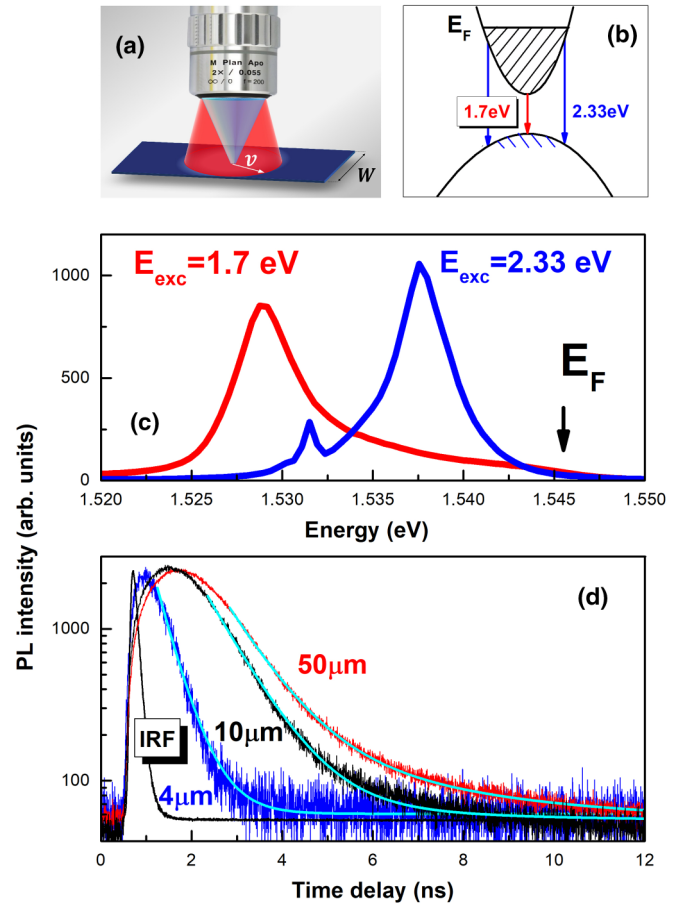 (a)
M Plan Apo
2× / 0.055
∞ / 0 f = 200
v
W
E_F
(b)
1.7eV
2.33eV
E_exc=1.7 eV
E_exc=2.33 eV
E_F
(c)
1000
500
0
1.520
1.525
1.530
1.535
1.540
1.545
1.550
Energy (eV)
PL intensity (arb. units)
(d)
1000
100
50μm
10μm
IRF
4μm
0
2
4
6
8
10
12
Time delay (ns)